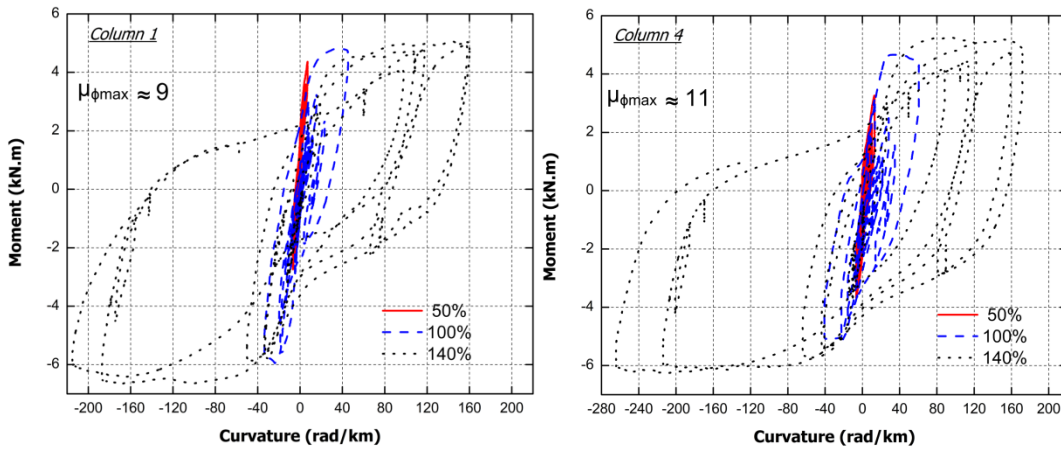 Column 1
μϕmax ≈ 9
Moment (kN.m)
6
4
2
0
-2
-4
-6
50%
100%
140%
-200 -160 -120 -80 -40 0 40 80 120 160 200
Curvature (rad/km)
Column 4
μϕmax ≈ 11
Moment (kN.m)
6
4
2
0
-2
-4
-6
50%
100%
140%
-280 -240 -200 -160 -120 -80 -40 0 40 80 120 160 200
Curvature (rad/km)